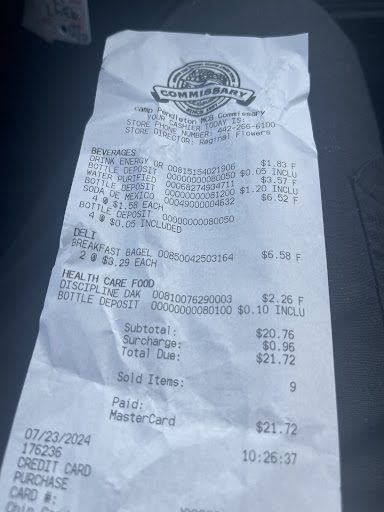 COMMISSARY
Camp Pendleton MCB Commissary
YOUR CASHIER TODAY IS:
STORE PHONE NUMBER: 442-266-6100
STORE DIRECTOR: Reginal Flowers
BEVERAGES
DRINK ENERGY OR 00815154021906 $1.83 F
BOTTLE DEPOSIT 00000000080050 $0.05 INCLU
WATER PURIFIED 00068274934711 $3.57 F
BOTTLE DEPOSIT 00000000081200 $1.20 INCLU
SODA DE MEXICO 00049000004632 $6.52 F
4 @ $1.58 EACH
BOTTLE DEPOSIT 00000000080050
4 @ $0.05 INCLUDED
DELI
BREAKFAST BAGEL 00850042503164 $6.58 F
2 @ $3.29 EACH
HEALTH CARE FOOD
DISCIPLINE DAK 00810076290003 $2.26 F
BOTTLE DEPOSIT 00000000080100 $0.10 INCLU
Subtotal: $20.76
Surcharge: $0.96
Total Due: $21.72
Sold Items: 9
Paid:
MasterCard $21.72
07/23/2024 10:26:37
176236
CREDIT CARD
PURCHASE
CARD #: